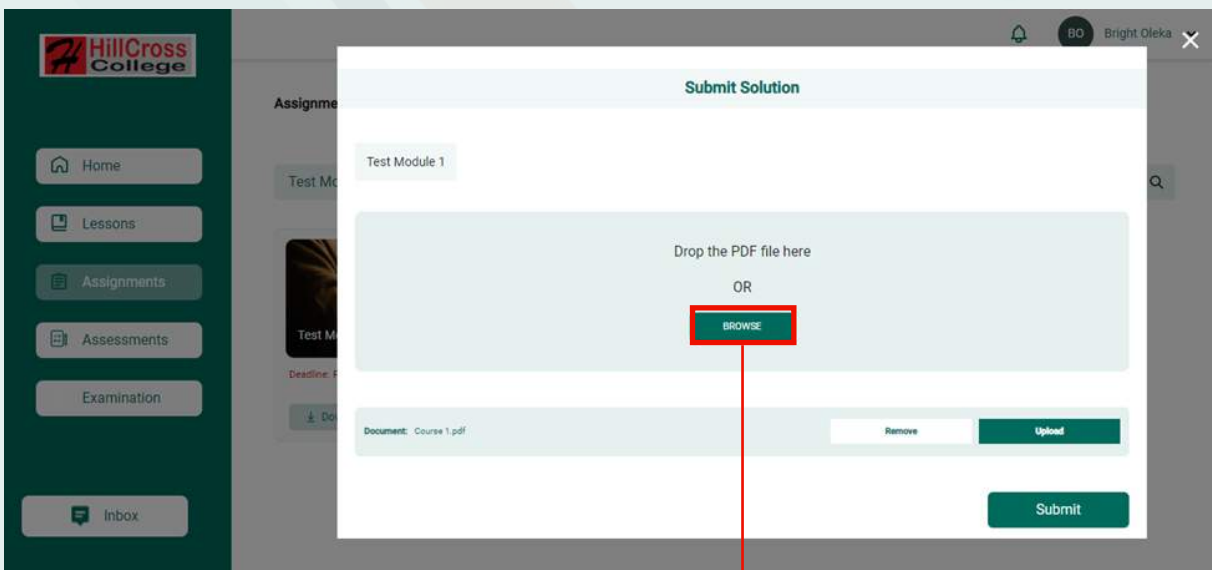 HillCross
College
BO
Bright Oleka
Submit Solution
Assignme
Home
Test Module 1
Test Mo
Lessons
Drop the PDF file here
Assignments
OR
BROWSE
Assessments
Test M
Deadline: F
Examination
Dow
Document: Course 1.pdf
Remove
Upload
Inbox
Submit